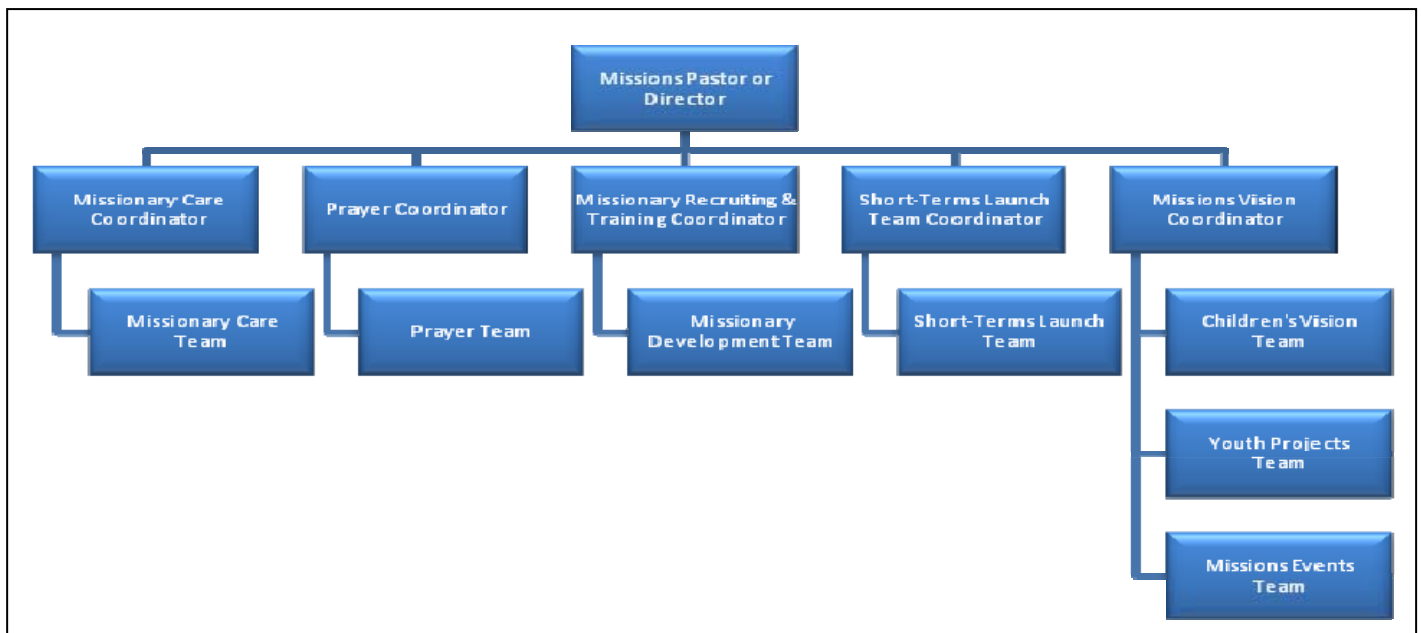 Missions Pastor or
Director
Missionary Care
Coordinator
Prayer Coordinator
Missionary Recruiting &
Training Coordinator
Short-Terms Launch
Team Coordinator
Missions Vision
Coordinator
Missionary Care
Team
Prayer Team
Missionary
Development Team
Short-Terms Launch
Team
Children's Vision
Team
Youth Projects
Team
Missions Events
Team